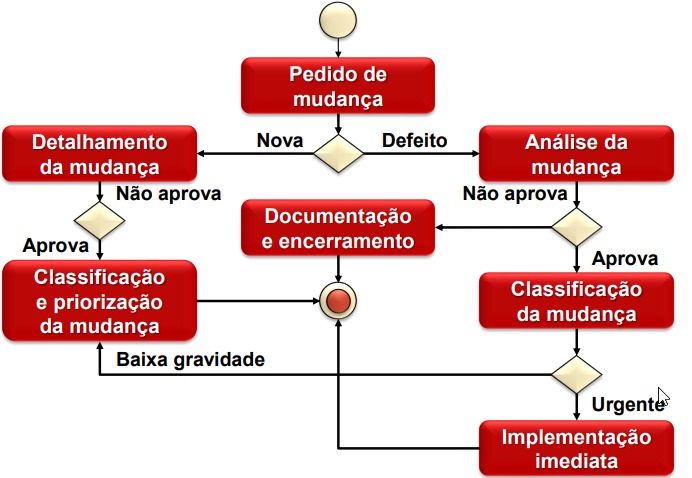 Pedido de
mudança
Nova
Defeito
Detalhamento
da mudança
Análise da
mudança
Não aprova
Não aprova
Documentação
e encerramento
Aprova
Aprova
Classificação
e priorização
da mudança
Classificação
da mudança
Baixa gravidade
Urgente
Implementação
imediata